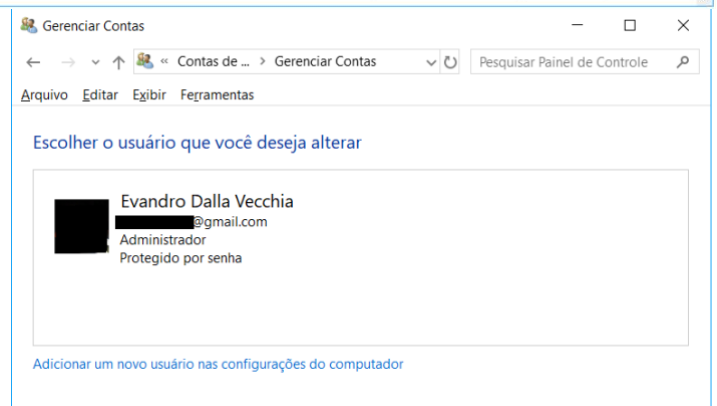 Gerenciar Contas
« Contas de ... > Gerenciar Contas
Pesquisar Painel de Controle
Arquivo Editar Exibir Ferramentas
Escolher o usuário que você deseja alterar
Evandro Dalla Vecchia
@gmail.com
Administrador
Protegido por senha
Adicionar um novo usuário nas configurações do computador